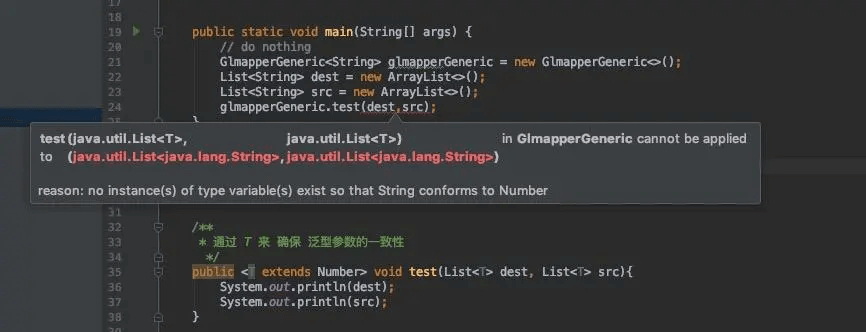 17
18
19 public static void main(String[] args) {
20 // do nothing
21 GlmapperGeneric<String> glmapperGeneric = new GlmapperGeneric<>();
22 List<String> dest = new ArrayList<>();
23 List<String> src = new ArrayList<>();
24 glmapperGeneric.test(dest,src);
25 }
test(java.util.List<T>, java.util.List<T>) in GlmapperGeneric cannot be applied
to (java.util.List<java.lang.String>,java.util.List<java.lang.String>)
reason: no instance(s) of type variable(s) exist so that String conforms to Number
31
32 /**
33 * 通过 T 来 确保 泛型参数的一致性
34 */
35 public <T extends Number> void test(List<T> dest, List<T> src){
36 System.out.println(dest);
37 System.out.println(src);
38 }